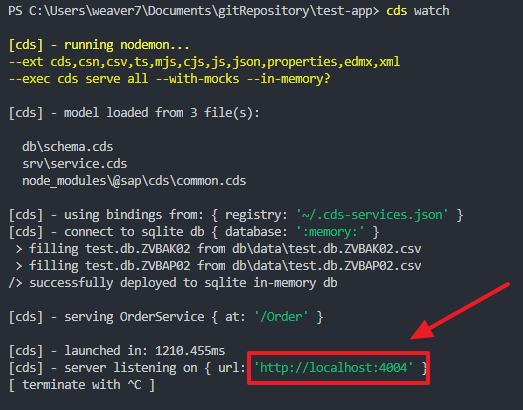 PS C:\Users\weaver7\Documents\gitRepository\test-app> cds watch
[cds] - running nodemon...
--ext cds,csn,csv,ts,mjs,cjs,js,json,properties,edmx,xml
--exec cds serve all --with-mocks --in-memory?
[cds] - model loaded from 3 file(s):
db\schema.cds
srv\service.cds
node_modules\@sap\cds\common.cds
[cds] - using bindings from: { registry: '~/.cds-services.json' }
[cds] - connect to sqlite db { database: ':memory:' }
> filling test.db.ZVBAK02 from db\data\test.db.ZVBAK02.csv
> filling test.db.ZVBAP02 from db\data\test.db.ZVBAP02.csv
/> successfully deployed to sqlite in-memory db
[cds] - serving OrderService { at: '/Order' }
[cds] - launched in: 1210.455ms
[cds] - server listening on { url: 'http://localhost:4004' }
[ terminate with ^C ]